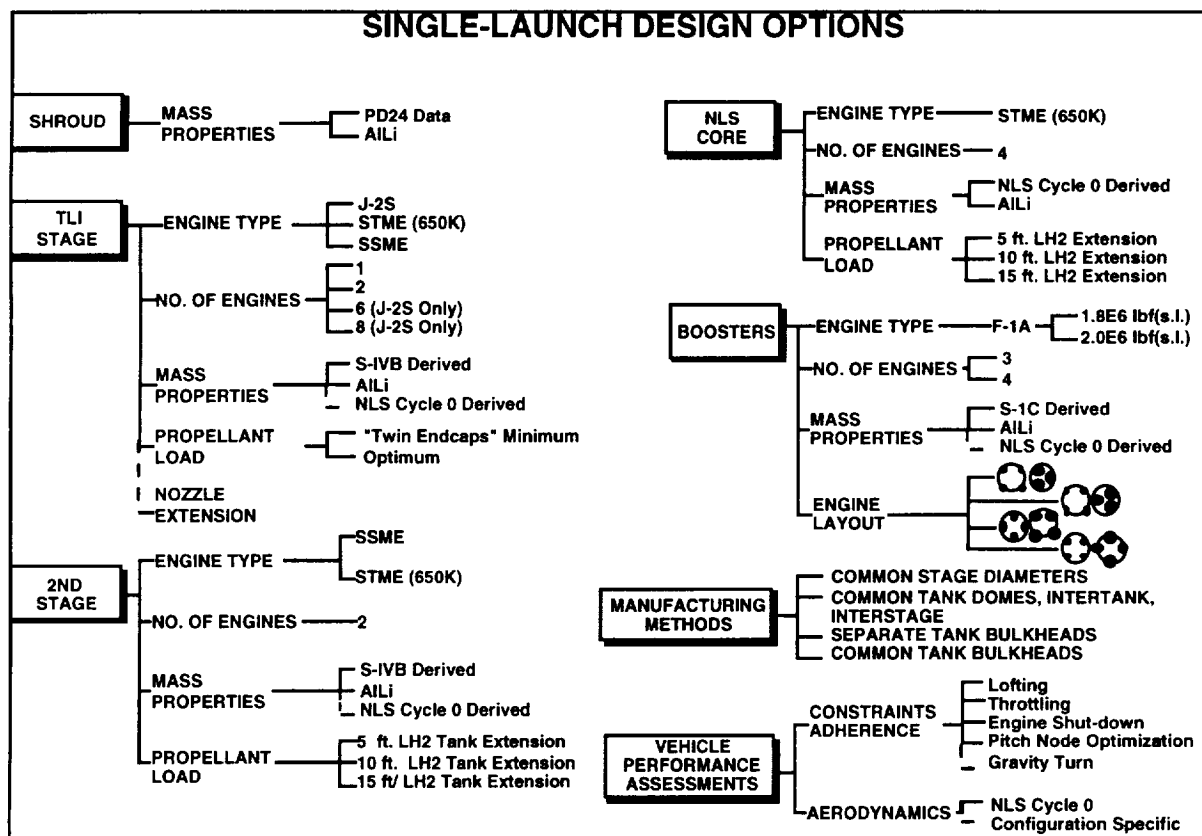 SINGLE-LAUNCH DESIGN OPTIONS
SHROUD
MASS
PROPERTIES
PD24 Data
AlLi
TLI
STAGE
ENGINE TYPE
J-2S
STME (650K)
SSME
NO. OF ENGINES
1
2
6 (J-2S Only)
8 (J-2S Only)
MASS
PROPERTIES
S-IVB Derived
AlLi
NLS Cycle 0 Derived
PROPELLANT
LOAD
"Twin Endcaps" Minimum
Optimum
NOZZLE
EXTENSION
2ND
STAGE
ENGINE TYPE
SSME
STME (650K)
NO. OF ENGINES
2
MASS
PROPERTIES
S-IVB Derived
AlLi
NLS Cycle 0 Derived
PROPELLANT
LOAD
5 ft. LH2 Tank Extension
10 ft. LH2 Tank Extension
15 ft/ LH2 Tank Extension
NLS
CORE
ENGINE TYPE
STME (650K)
NO. OF ENGINES
4
MASS
PROPERTIES
NLS Cycle 0 Derived
AlLi
PROPELLANT
LOAD
5 ft. LH2 Extension
10 ft. LH2 Extension
15 ft. LH2 Extension
BOOSTERS
ENGINE TYPE
F-1A
1.8E6 lbf(s.l.)
2.0E6 lbf(s.l.)
NO. OF ENGINES
3
4
MASS
PROPERTIES
S-1C Derived
AlLi
NLS Cycle 0 Derived
ENGINE
LAYOUT
MANUFACTURING
METHODS
COMMON STAGE DIAMETERS
COMMON TANK DOMES, INTERTANK,
INTERSTAGE
SEPARATE TANK BULKHEADS
COMMON TANK BULKHEADS
VEHICLE
PERFORMANCE
ASSESSMENTS
CONSTRAINTS
ADHERENCE
Lofting
Throttling
Engine Shut-down
Pitch Node Optimization
Gravity Turn
AERODYNAMICS
NLS Cycle 0
Configuration Specific